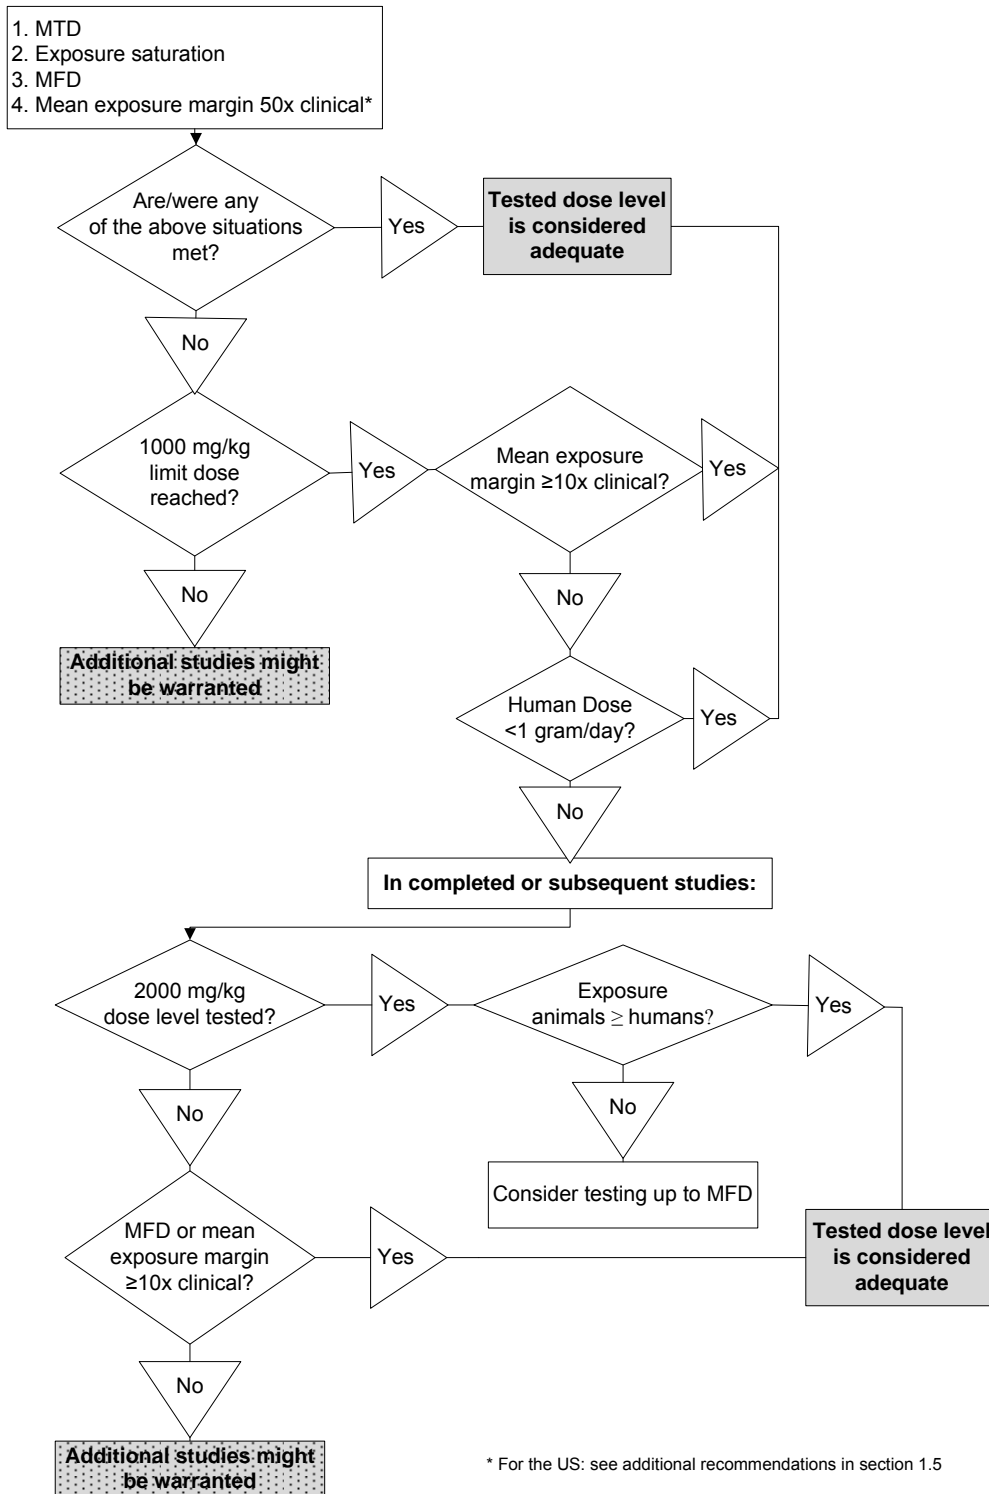 1. MTD
2. Exposure saturation
3. MFD
4. Mean exposure margin 50x clinical*
Are/were any
of the above situations
met?
Yes
Tested dose level
is considered
adequate
No
1000 mg/kg
limit dose
reached?
Yes
Mean exposure
margin ≥10x clinical?
Yes
No
No
Additional studies might
be warranted
Human Dose
<1 gram/day?
Yes
No
In completed or subsequent studies:
2000 mg/kg
dose level tested?
Yes
Exposure
animals ≥ humans?
Yes
No
No
Consider testing up to MFD
MFD or mean
exposure margin
≥10x clinical?
Yes
Tested dose level
is considered
adequate
No
Additional studies might
be warranted
* For the US: see additional recommendations in section 1.5